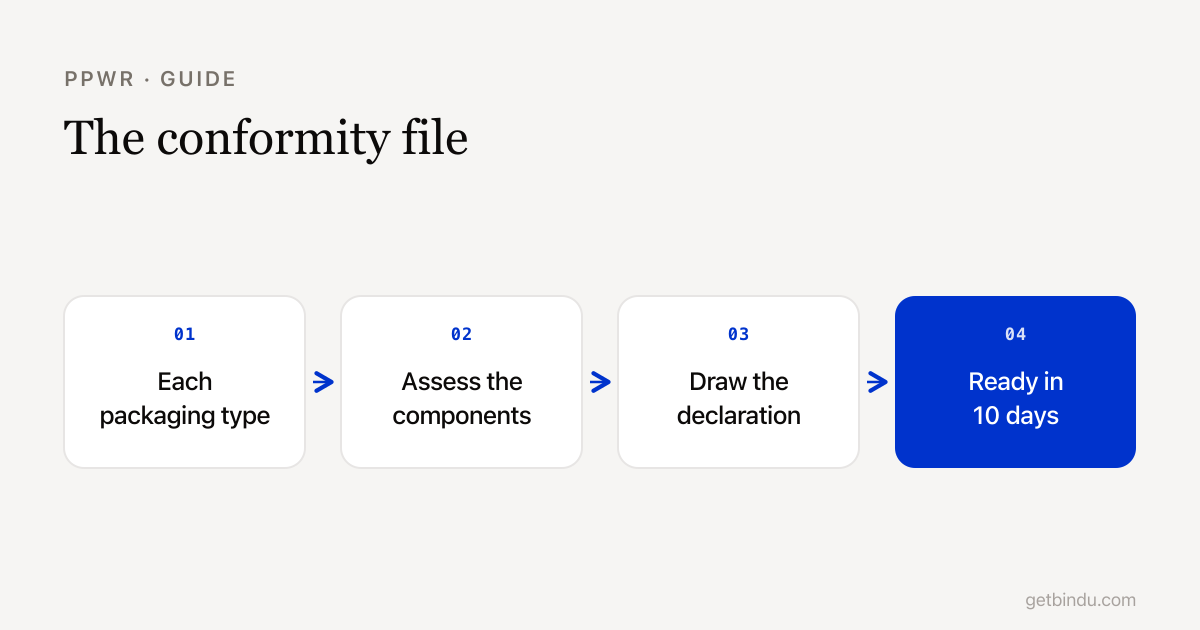 PPWR · GUIDE
The conformity file
01
Each
packaging type
02
Assess the
components
03
Draw the
declaration
04
Ready in
10 days
getbindu.com